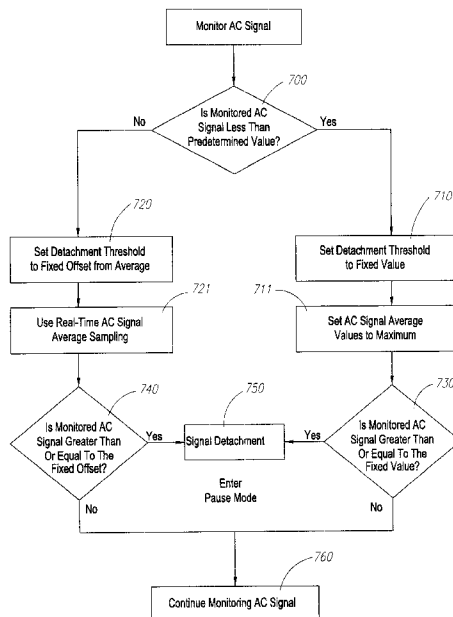 Monitor AC Signal
700
Is Monitored AC
Signal Less Than
Predetermined Value?
No
Yes
720
710
Set Detachment Threshold
to Fixed Offset from Average
Set Detachment Threshold
to Fixed Value
721
711
Use Real-Time AC Signal
Average Sampling
Set AC Signal Average
Values to Maximum
740
750
730
Is Monitored AC
Signal Greater Than
Or Equal To The
Fixed Offset?
Yes
Signal Detachment
Yes
Is Monitored AC
Signal Greater Than
Or Equal To The
Fixed Value?
Enter
Pause Mode
No
No
760
Continue Monitoring AC Signal